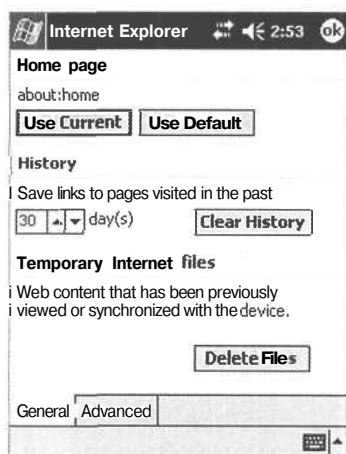 Internet Explorer 2:53 ok
Home page
about:home
Use Current Use Default
History
Save links to pages visited in the past
30 day(s) Clear History
Temporary Internet files
Web content that has been previously
viewed or synchronized with the device.
Delete Files
General Advanced